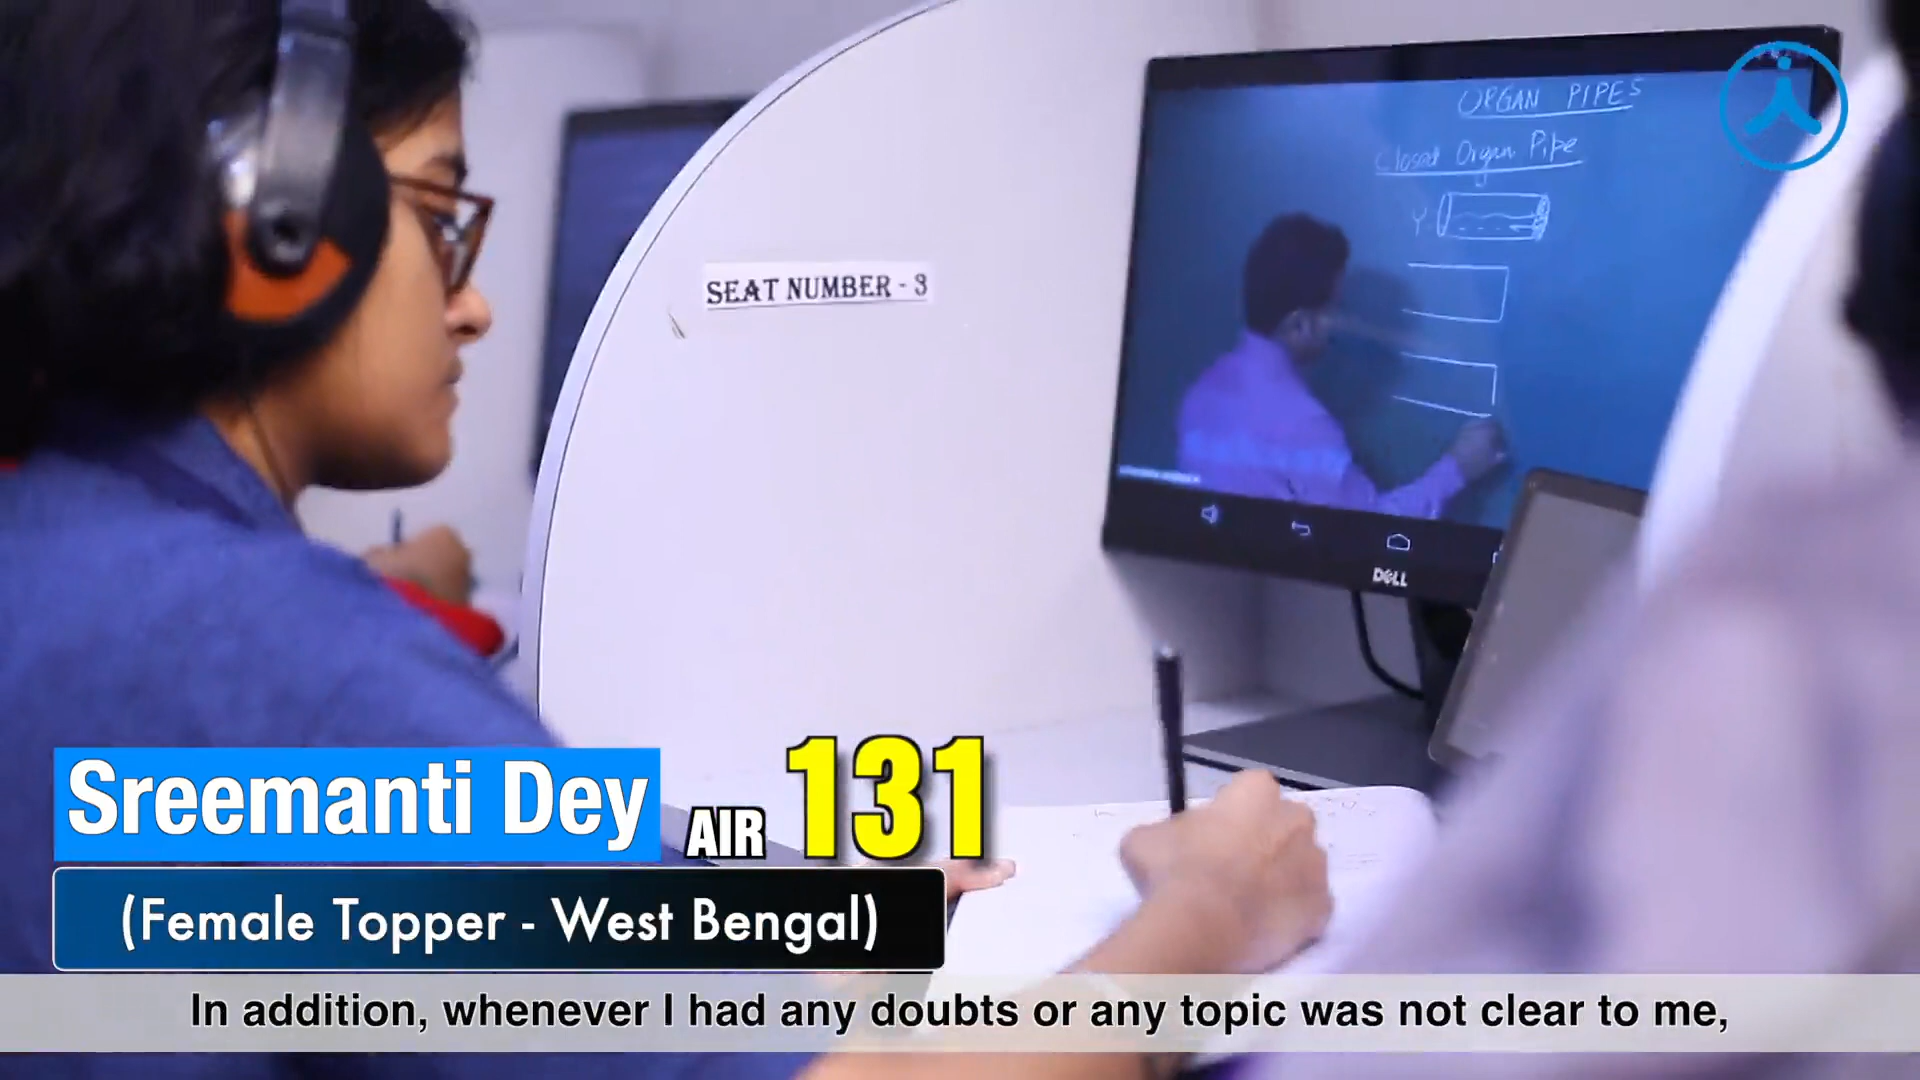 ORGAN PIPES
Closed Organ Pipe
SEAT NUMBER - 3
DELL
Sreemanti Dey
AIR 131
(Female Topper - West Bengal)
In addition, whenever I had any doubts or any topic was not clear to me,